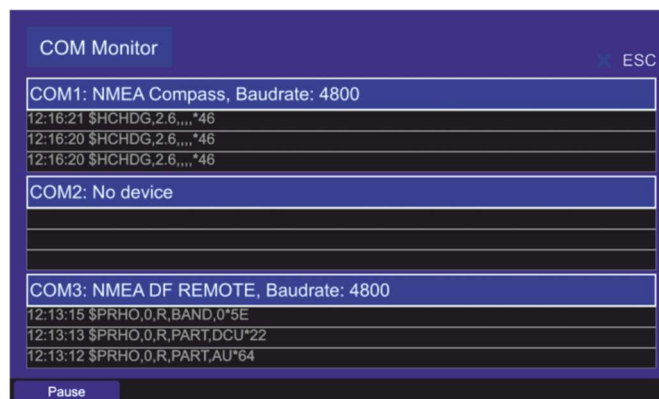 COM Monitor
ESC
COM1: NMEA Compass, Baudrate: 4800
12:16:21 $HCHDG,2.6,,,,*46
12:16:20 $HCHDG,2.6,,,,*46
12:16:20 $HCHDG,2.6,,,,*46
COM2: No device
COM3: NMEA DF REMOTE, Baudrate: 4800
12:13:15 $PRHO,0,R,BAND,0*5E
12:13:13 $PRHO,0,R,PART,DCU*22
12:13:12 $PRHO,0,R,PART,AU*64
Pause